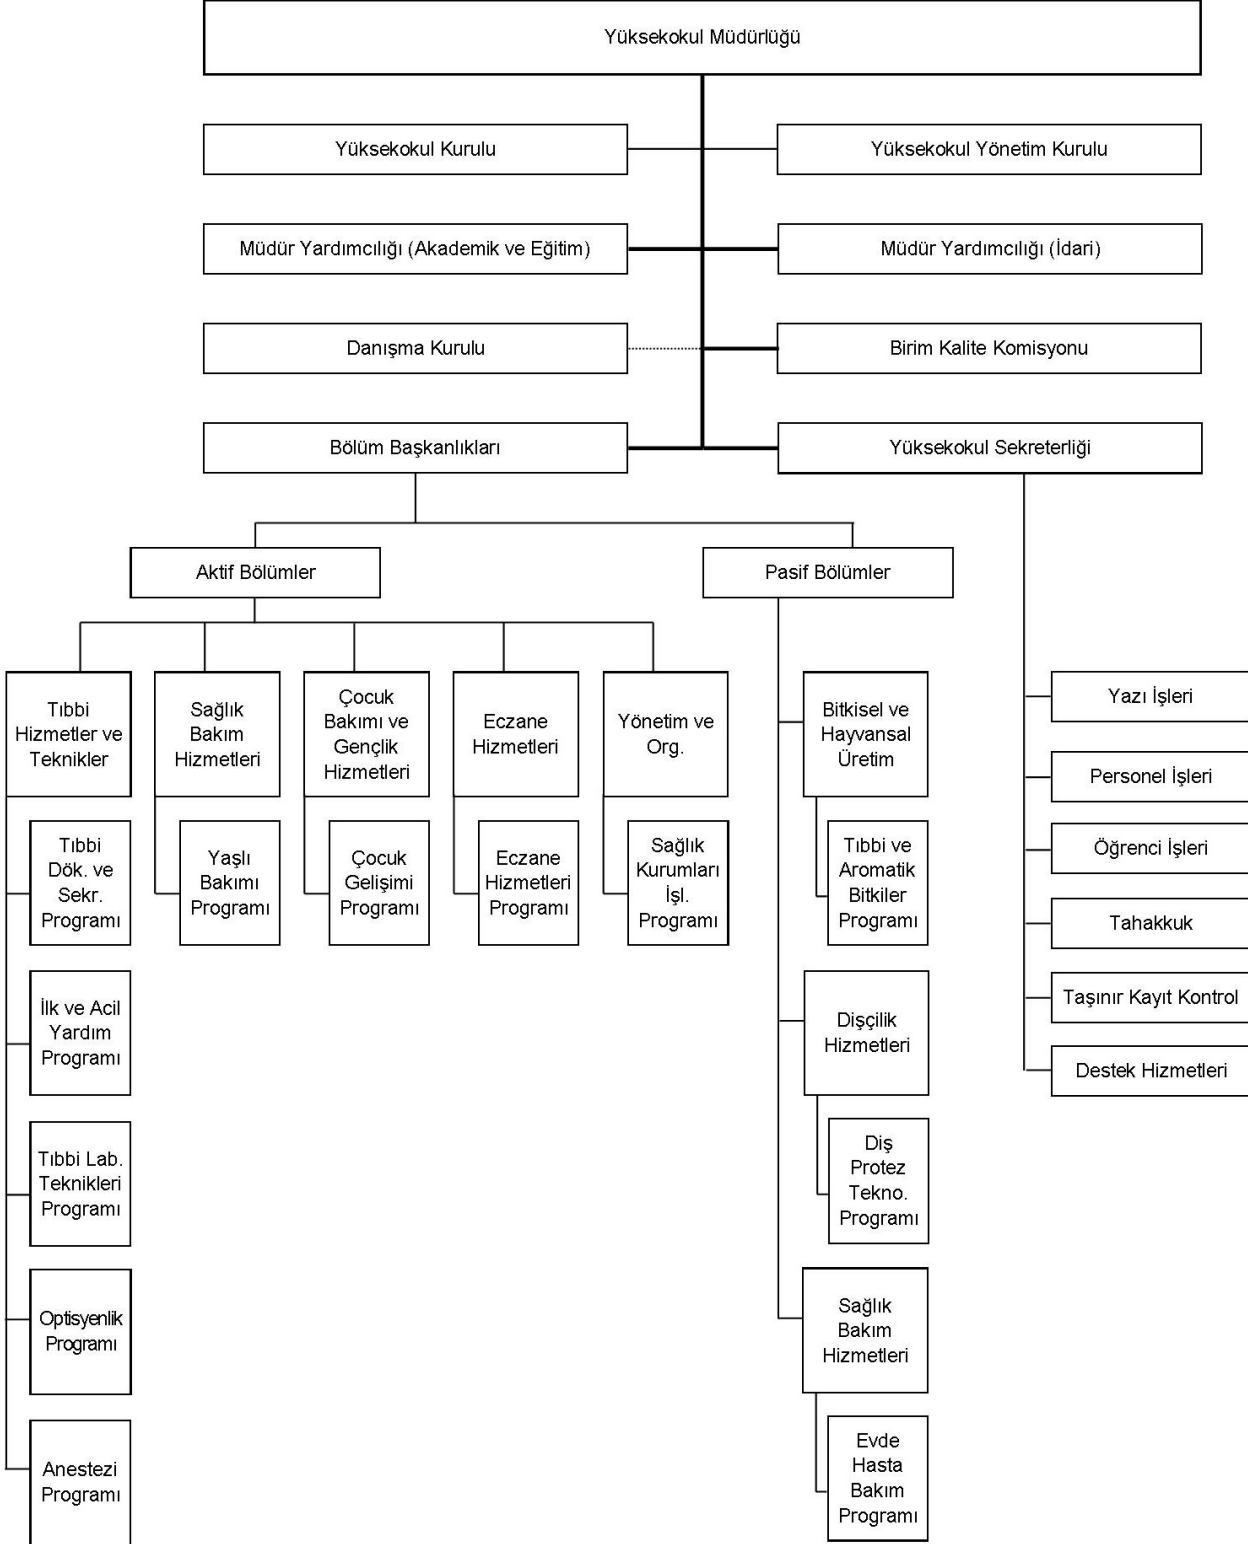 Yüksekokul Müdürlüğü
Yüksekokul Kurulu
Yüksekokul Yönetim Kurulu
Müdür Yardımcılığı (Akademik ve Eğitim)
Müdür Yardımcılığı (İdari)
Danışma Kurulu
Birim Kalite Komisyonu
Bölüm Başkanlıkları
Yüksekokul Sekreterliği
Aktif Bölümler
Pasif Bölümler
Tıbbi
Hizmetler ve
Teknikler
Sağlık
Bakım
Hizmetleri
Çocuk
Bakımı ve
Gençlik
Hizmetleri
Eczane
Hizmetleri
Yönetim ve
Org.
Bitkisel ve
Hayvansal
Üretim
Yazı İşleri
Personel İşleri
Öğrenci İşleri
Tahakkuk
Taşınır Kayıt Kontrol
Destek Hizmetleri
Tıbbi
Dök. ve
Sekr.
Programı
Yaşlı
Bakımı
Programı
Çocuk
Gelişimi
Programı
Eczane
Hizmetleri
Programı
Sağlık
Kurumları
İşl.
Programı
Tıbbi ve
Aromatik
Bitkiler
Programı
İlk ve Acil
Yardım
Programı
Dişçilik
Hizmetleri
Tıbbi Lab.
Teknikleri
Programı
Diş
Protez
Tekno.
Programı
Optisyenlik
Programı
Sağlık
Bakım
Hizmetleri
Anestezi
Programı
Evde
Hasta
Bakım
Programı